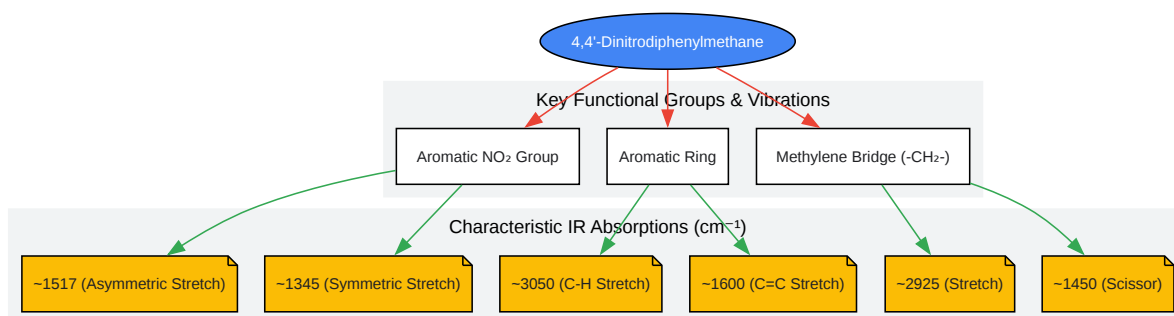 4,4'-Dinitrodiphenylmethane
Key Functional Groups & Vibrations
Aromatic NO₂ Group
Aromatic Ring
Methylene Bridge (-CH₂-)
Characteristic IR Absorptions (cm⁻¹)
~1517 (Asymmetric Stretch)
~1345 (Symmetric Stretch)
~3050 (C-H Stretch)
~1600 (C=C Stretch)
~2925 (Stretch)
~1450 (Scissor)